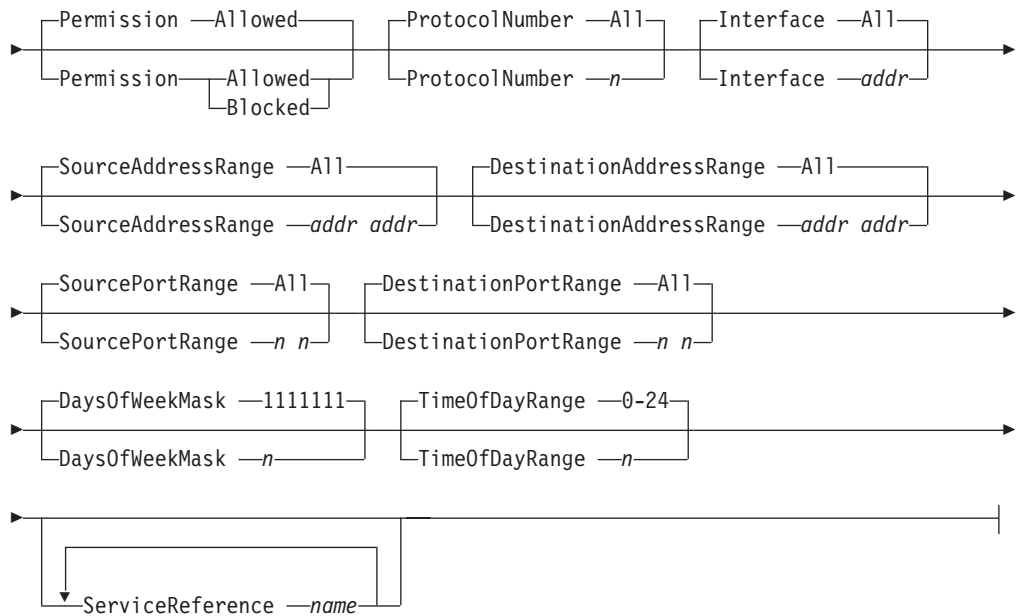 Permission Allowed ProtocolNumber All Interface All
Permission Allowed ProtocolNumber n Interface addr
Blocked
SourceAddressRange All DestinationAddressRange All
SourceAddressRange addr addr DestinationAddressRange addr addr
SourcePortRange All DestinationPortRange All
SourcePortRange n n DestinationPortRange n n
DaysOfWeekMask 1111111 TimeOfDayRange 0-24
DaysOfWeekMask n TimeOfDayRange n
ServiceReference name